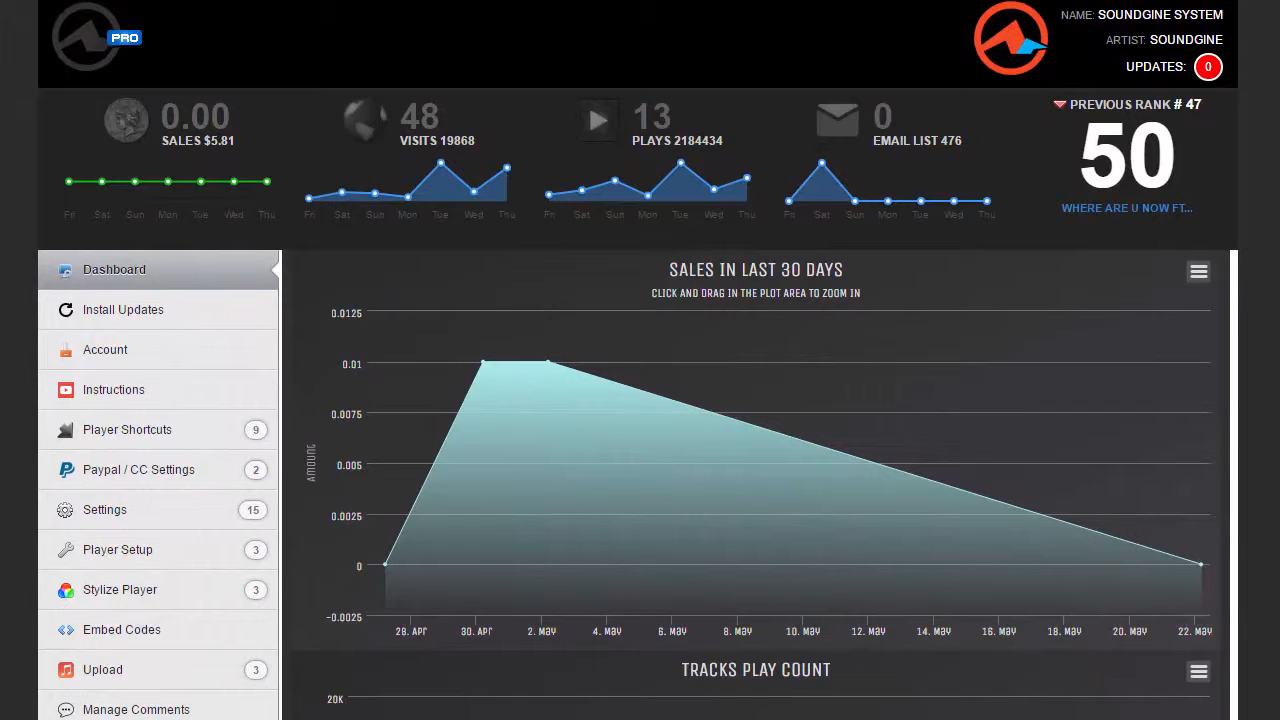 PRO
NAME: SOUNDGINE SYSTEM
ARTIST: SOUNDGINE
UPDATES: 0
0.00
SALES $5.81
48
VISITS 19868
13
PLAYS 2184434
0
EMAIL LIST 476
PREVIOUS RANK # 47
50
WHERE ARE U NOW FT...
Fri Sat Sun Mon Tue Wed Thu
Fri Sat Sun Mon Tue Wed Thu
Fri Sat Sun Mon Tue Wed Thu
Fri Sat Sun Mon Tue Wed Thu
Dashboard
Install Updates
Account
Instructions
Player Shortcuts 9
Paypal / CC Settings 2
Settings 15
Player Setup 3
Stylize Player 3
Embed Codes
Upload 3
Manage Comments
SALES IN LAST 30 DAYS
CLICK AND DRAG IN THE PLOT AREA TO ZOOM IN
AMOUNT
0.0125
0.01
0.0075
0.005
0.0025
0
-0.0025
28. Apr 30. Apr 2. May 4. May 6. May 8. May 10. May 12. May 14. May 16. May 18. May 20. May 22. May
TRACKS PLAY COUNT
20K